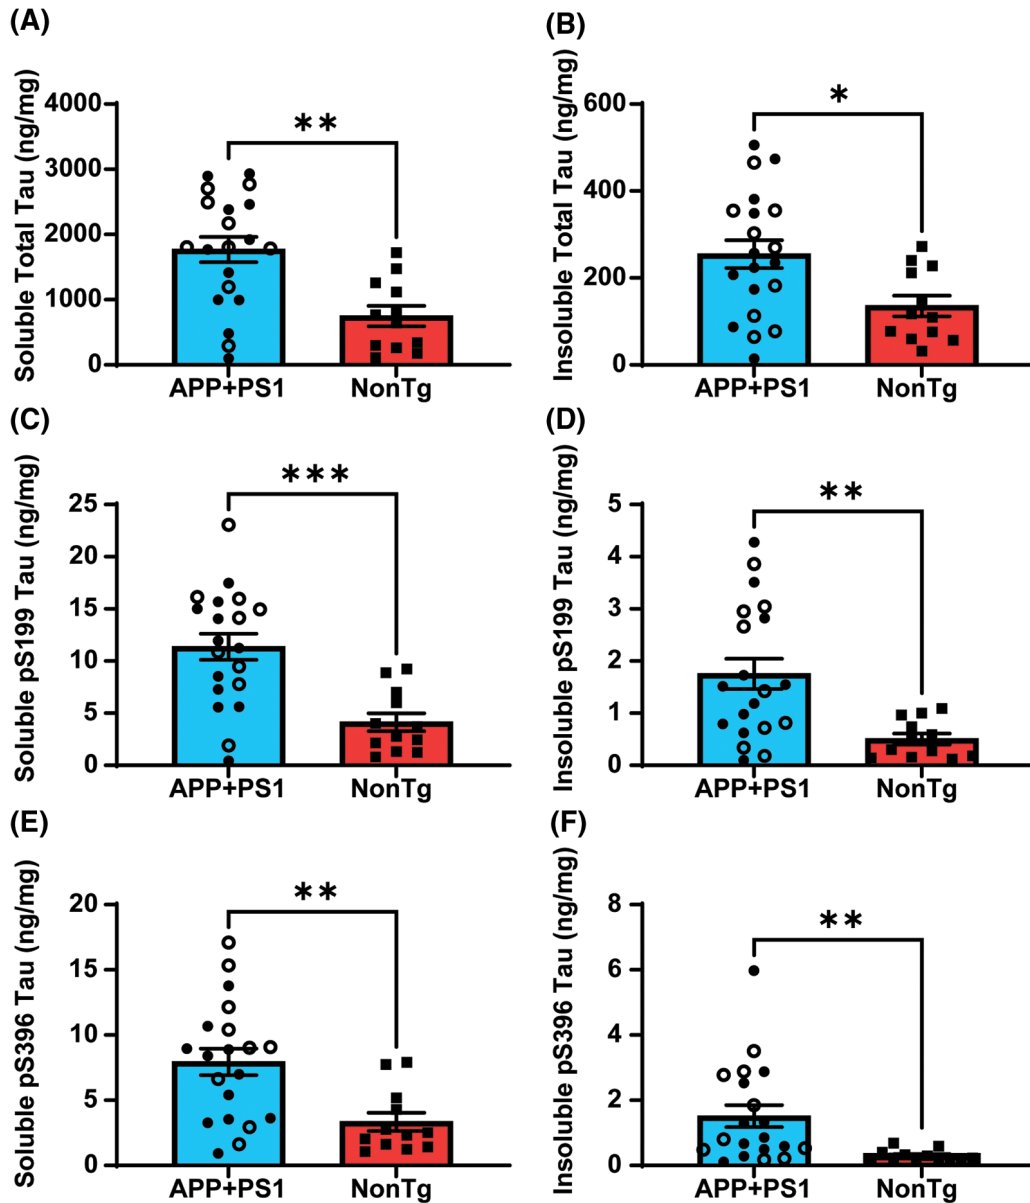 (A)
Soluble Total Tau (ng/mg)
4000
3000
2000
1000
0
**
APP+PS1
NonTg
(B)
Insoluble Total Tau (ng/mg)
600
400
200
0
*
APP+PS1
NonTg
(C)
Soluble pS199 Tau (ng/mg)
25
20
15
10
5
0
***
APP+PS1
NonTg
(D)
Insoluble pS199 Tau (ng/mg)
5
4
3
2
1
0
**
APP+PS1
NonTg
(E)
Soluble pS396 Tau (ng/mg)
20
15
10
5
0
**
APP+PS1
NonTg
(F)
Insoluble pS396 Tau (ng/mg)
8
6
4
2
0
**
APP+PS1
NonTg